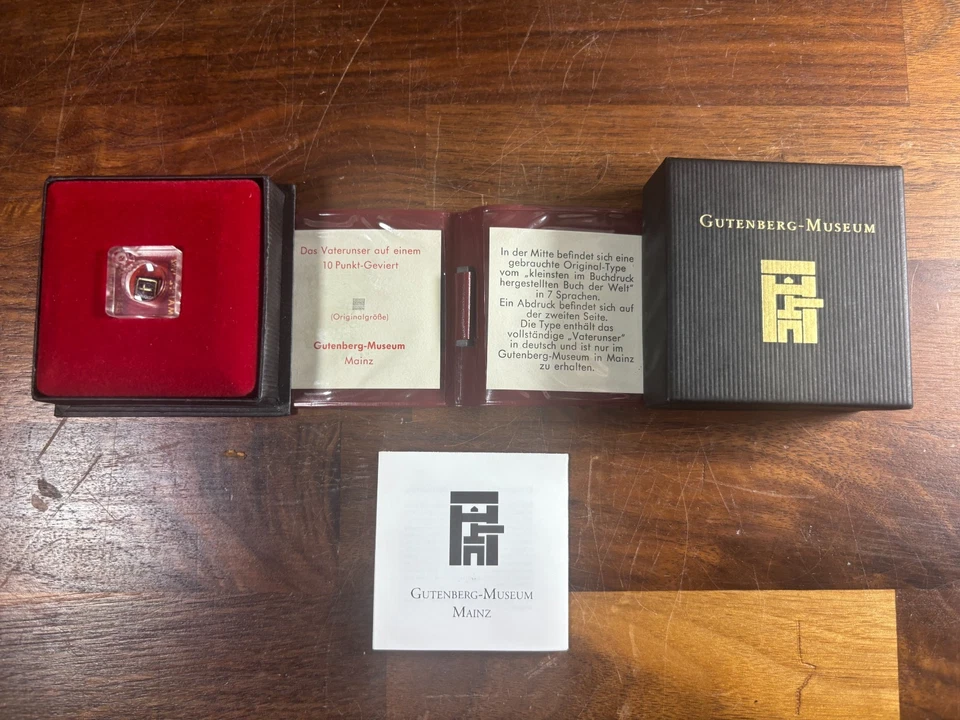 Das Vaterunser auf einem
10 Punkt-Geviert
(Originalgröße)
Gutenberg-Museum
Mainz
In der Mitte befindet sich eine
gebrauchte Original-Type
vom „kleinsten im Buchdruck
hergestellten Buch der Welt"
in 7 Sprachen.
Ein Abdruck befindet sich auf
der zweiten Seite.
Die Type enthält das
vollständige „Vaterunser"
in deutsch und ist nur im
Gutenberg-Museum in Mainz
zu erhalten.
GUTENBERG-MUSEUM
GUTENBERG-MUSEUM
MAINZ